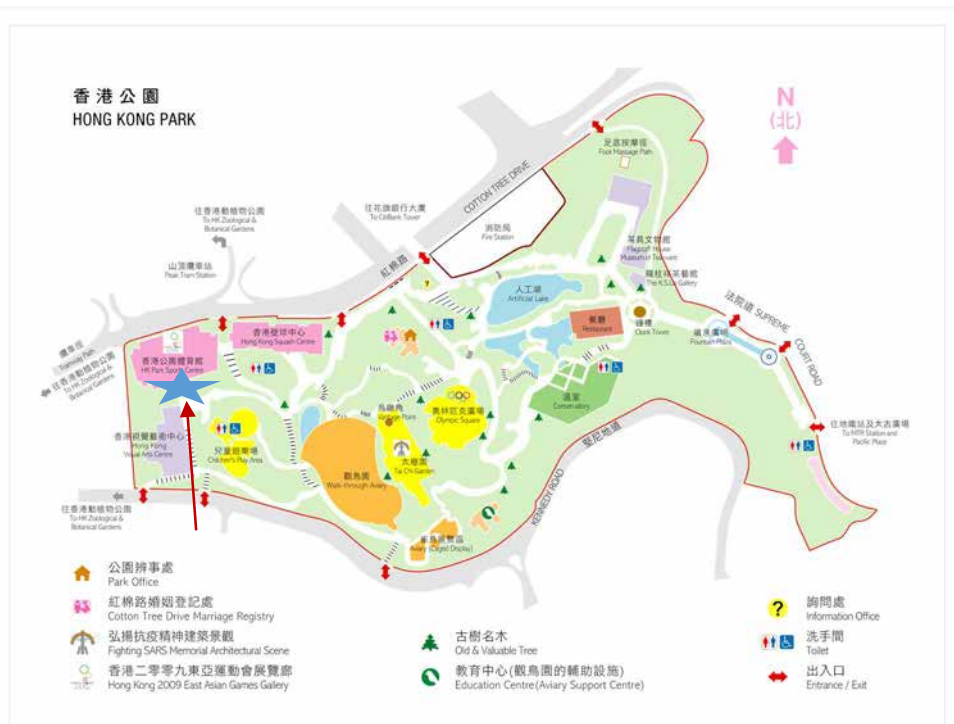 香港公園
HONG KONG PARK
N
(北)
足底按摩徑
Foot Massage Path
COTTON TREE DRIVE
往花旗銀行大廈
To CitiBank Tower
消防局
Fire Station
往香港動植物公園
To HK Zoological &
Botanical Gardens
山頂纜車站
Peak Tram Station
紅棉路
茶具文物館
Flagstaff House
Museum of Tea Ware
羅桂祥茶藝館
The K.S. Lo Gallery
人工湖
Artificial Lake
餐廳
Restaurant
鐘樓
Clock Tower
噴泉廣場
Fountain Plaza
法院道 SUPREME
COURT ROAD
纜車徑
Tramway Path
往香港動植物公園
To HK Zoological &
Botanical Gardens
香港壁球中心
Hong Kong Squash Centre
香港公園體育館
HK Park Sports Centre
溫室
Conservatory
奧林匹克廣場
Olympic Square
Vantage Point
太極園
Tai Chi Garden
堅尼地道
KENNEDY ROAD
往地鐵站及太古廣場
To MTR Station and
Pacific Place
香港視覺藝術中心
Hong Kong
Visual Arts Centre
兒童遊樂場
Children's Play Area
觀鳥園
Walk-through Aviary
Aviary (Caged Display)
往香港動植物公園
To HK Zoological &
Botanical Gardens
公園辦事處
Park Office
紅棉路婚姻登記處
Cotton Tree Drive Marriage Registry
弘揚抗疫精神建築景觀
Fighting SARS Memorial Architectural Scene
香港二零零九東亞運動會展覽廊
Hong Kong 2009 East Asian Games Gallery
古樹名木
Old & Valuable Tree
教育中心(觀鳥園的輔助設施)
Education Centre(Aviary Support Centre)
?
詢問處
Information Office
洗手間
Toilet
出入口
Entrance / Exit